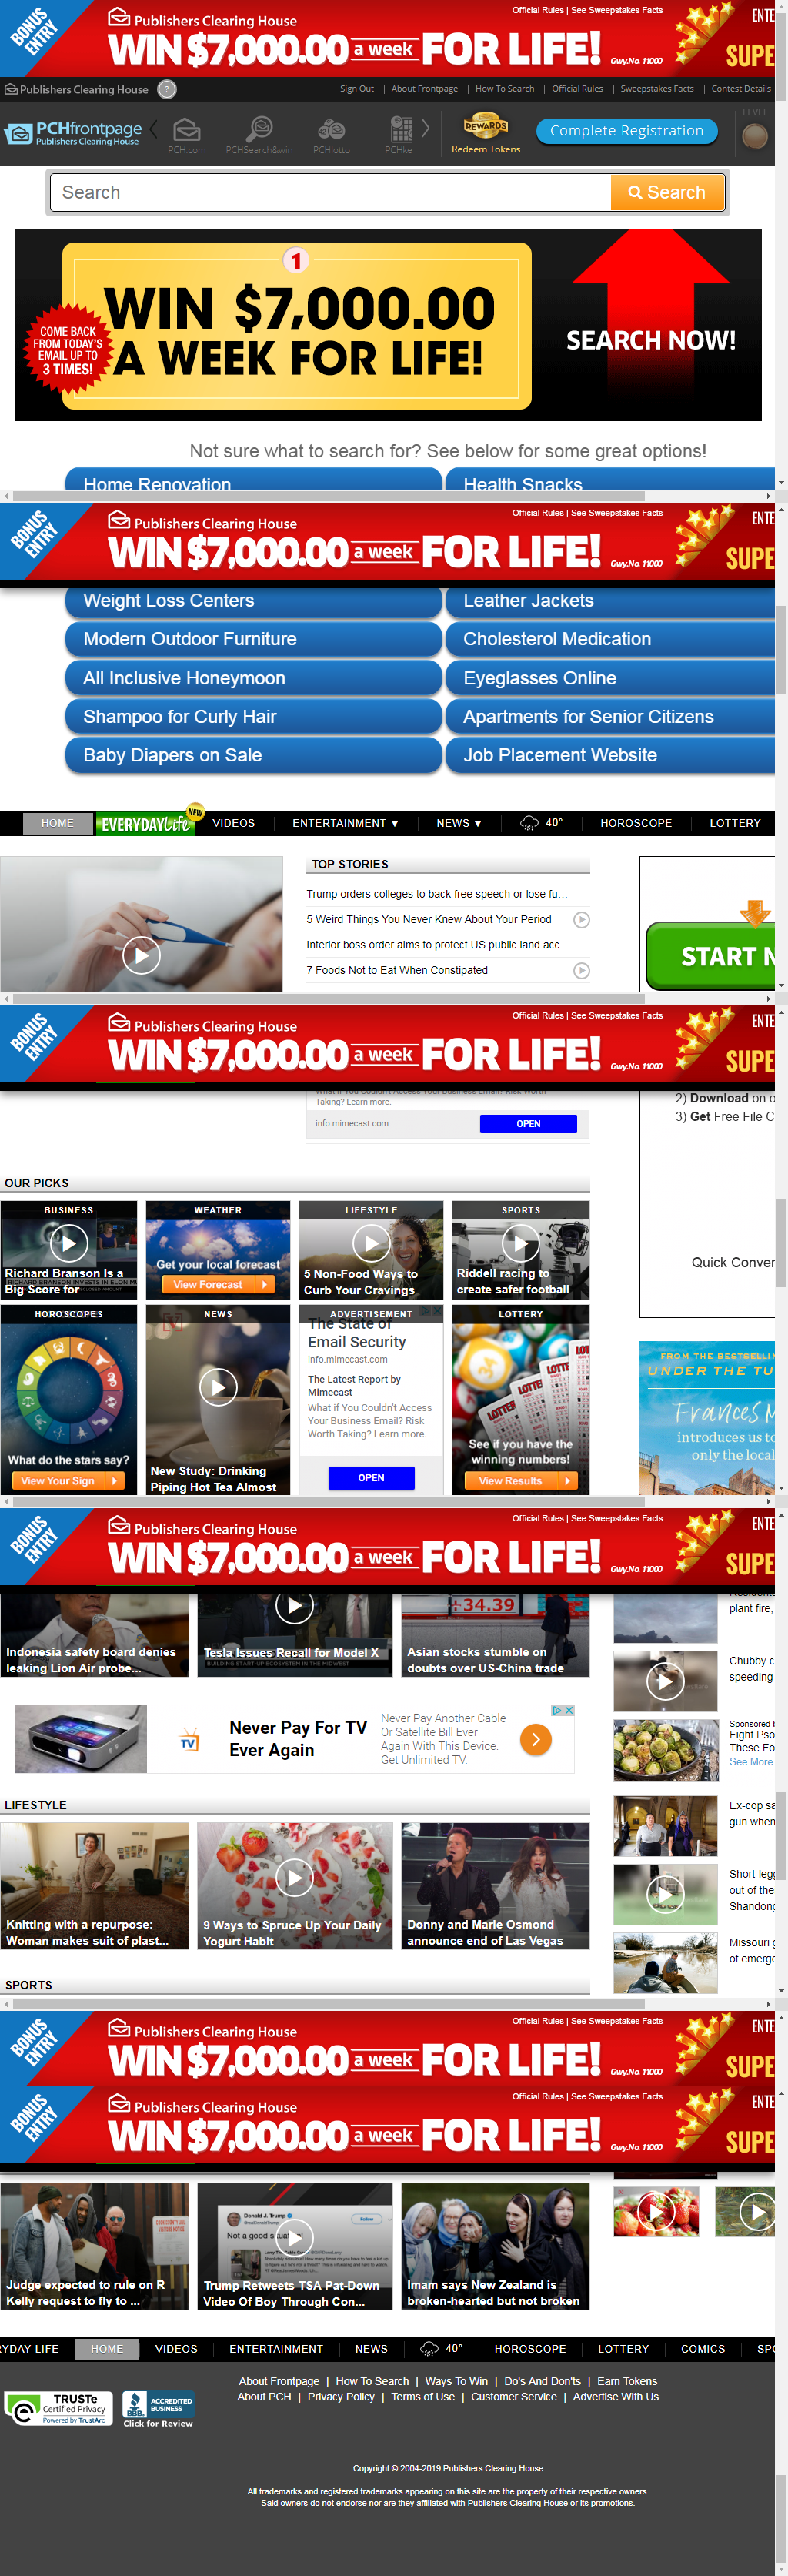 BONUS ENTRY
Publishers Clearing House
Official Rules | See Sweepstakes Facts
WIN $7,000.00 a week FOR LIFE!
Gwy.No. 11000
ENTE
SUPE
Publishers Clearing House
?
Sign Out | About Frontpage | How To Search | Official Rules | Sweepstakes Facts | Contest Details
PCHfrontpage
Publishers Clearing House
PCH.com
PCHSearch&win
PCHlotto
PCHke
REWARDS
Redeem Tokens
Complete Registration
LEVEL
Search
Search
1
WIN $7,000.00
A WEEK FOR LIFE!
COME BACK
FROM TODAY'S
EMAIL UP TO
3 TIMES!
SEARCH NOW!
Not sure what to search for? See below for some great options!
Home Renovation
Health Snacks
BONUS ENTRY
Publishers Clearing House
Official Rules | See Sweepstakes Facts
WIN $7,000.00 a week FOR LIFE!
Gwy.No. 11000
ENTE
SUPE
Weight Loss Centers
Leather Jackets
Modern Outdoor Furniture
Cholesterol Medication
All Inclusive Honeymoon
Eyeglasses Online
Shampoo for Curly Hair
Apartments for Senior Citizens
Baby Diapers on Sale
Job Placement Website
HOME
EVERYDAY Life
NEW
VIDEOS
ENTERTAINMENT ▼
NEWS ▼
40°
HOROSCOPE
LOTTERY
TOP STORIES
Trump orders colleges to back free speech or lose fu...
5 Weird Things You Never Knew About Your Period
Interior boss order aims to protect US public land acc...
7 Foods Not to Eat When Constipated
START N
BONUS ENTRY
Publishers Clearing House
Official Rules | See Sweepstakes Facts
WIN $7,000.00 a week FOR LIFE!
Gwy.No. 11000
ENTE
SUPE
What If You Couldn't Access Your Business Email? Risk Worth
Taking? Learn more.
info.mimecast.com
OPEN
2) Download on o
3) Get Free File C
Quick Conver
OUR PICKS
BUSINESS
Richard Branson Is a
Big Score for
WEATHER
Get your local forecast
View Forecast
LIFESTYLE
5 Non-Food Ways to
Curb Your Cravings
SPORTS
Riddell racing to
create safer football
HOROSCOPES
What do the stars say?
View Your Sign
NEWS
New Study: Drinking
Piping Hot Tea Almost
ADVERTISEMENT
The State of
Email Security
info.mimecast.com
The Latest Report by
Mimecast
What if You Couldn't Access
Your Business Email? Risk
Worth Taking? Learn more.
OPEN
LOTTERY
LOTTERY
LOTTERY
See if you have the
winning numbers!
View Results
FROM THE BESTSELLIN
UNDER THE TU
Frances M
introduces us to
only the local
BONUS ENTRY
Publishers Clearing House
Official Rules | See Sweepstakes Facts
WIN $7,000.00 a week FOR LIFE!
Gwy.No. 11000
ENTE
SUPE
Indonesia safety board denies
leaking Lion Air probe...
Tesla Issues Recall for Model X
BUILDING START-UP ECOSYSTEM IN THE MIDWEST
+34.39
Asian stocks stumble on
doubts over US-China trade
plant fire,
Chubby c
speeding
Sponsored b
Fight Pso
These Fo
See More
TV
Never Pay For TV
Ever Again
Never Pay Another Cable
Or Satellite Bill Ever
Again With This Device.
Get Unlimited TV.
LIFESTYLE
Knitting with a repurpose:
Woman makes suit of plast...
9 Ways to Spruce Up Your Daily
Yogurt Habit
Donny and Marie Osmond
announce end of Las Vegas
Ex-cop sa
gun when
Short-legg
out of the
Shandong
Missouri g
of emerge
SPORTS
BONUS ENTRY
Publishers Clearing House
Official Rules | See Sweepstakes Facts
WIN $7,000.00 a week FOR LIFE!
Gwy.No. 11000
ENTE
SUPE
BONUS ENTRY
Publishers Clearing House
Official Rules | See Sweepstakes Facts
WIN $7,000.00 a week FOR LIFE!
Gwy.No. 11000
ENTE
SUPE
Judge expected to rule on R
Kelly request to fly to ...
Donald J. Trump
Follow
Not a good situation!
Trump Retweets TSA Pat-Down
Video Of Boy Through Con...
Imam says New Zealand is
broken-hearted but not broken
RYDAY LIFE
HOME
VIDEOS
ENTERTAINMENT
NEWS
40°
HOROSCOPE
LOTTERY
COMICS
SPO
About Frontpage | How To Search | Ways To Win | Do's And Don'ts | Earn Tokens
About PCH | Privacy Policy | Terms of Use | Customer Service | Advertise With Us
TRUSTe
Certified Privacy
Powered by TrustArc
BBB.
ACCREDITED
BUSINESS
Click for Review
Copyright © 2004-2019 Publishers Clearing House
All trademarks and registered trademarks appearing on this site are the property of their respective owners.
Said owners do not endorse nor are they affiliated with Publishers Clearing House or its promotions.